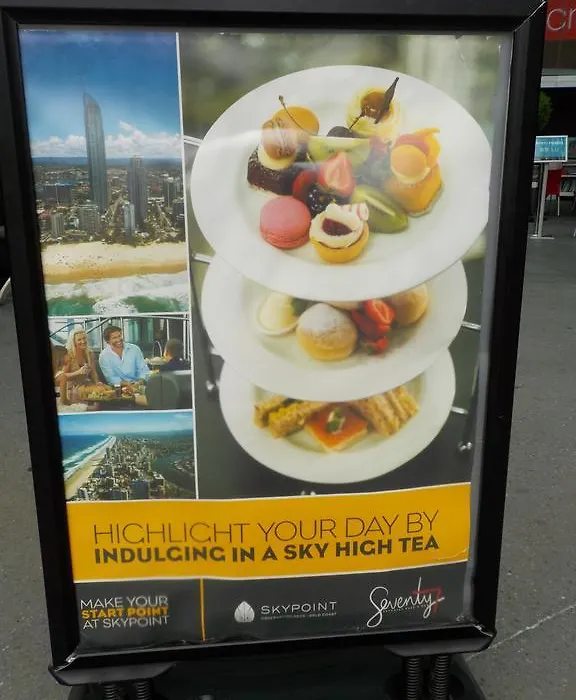 HIGHLIGHT YOUR DAY BY
INDULGING IN A SKY HIGH TEA
MAKE YOUR
START POINT
AT SKYPOINT
SKYPOINT
Seventy7